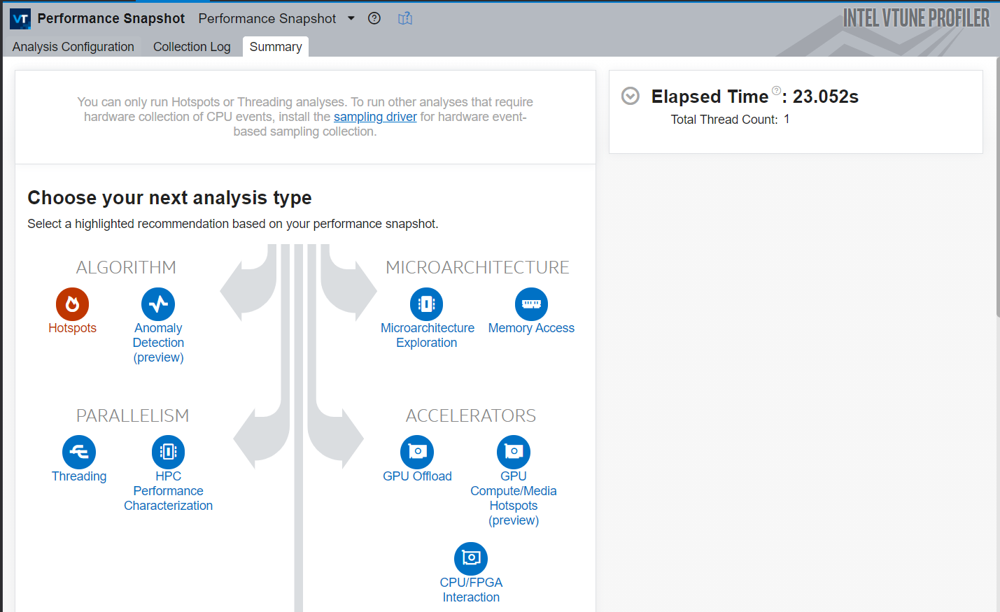 VT Performance Snapshot Performance Snapshot ?
INTEL VTUNE PROFILER
Analysis Configuration Collection Log Summary
You can only run Hotspots or Threading analyses. To run other analyses that require
hardware collection of CPU events, install the sampling driver for hardware event-
based sampling collection.
Elapsed Time ? : 23.052s
Total Thread Count: 1
Choose your next analysis type
Select a highlighted recommendation based on your performance snapshot.
ALGORITHM
Hotspots
Anomaly
Detection
(preview)
MICROARCHITECTURE
Microarchitecture
Exploration
Memory Access
PARALLELISM
Threading
HPC
Performance
Characterization
ACCELERATORS
GPU Offload
GPU
Compute/Media
Hotspots
(preview)
CPU/FPGA
Interaction